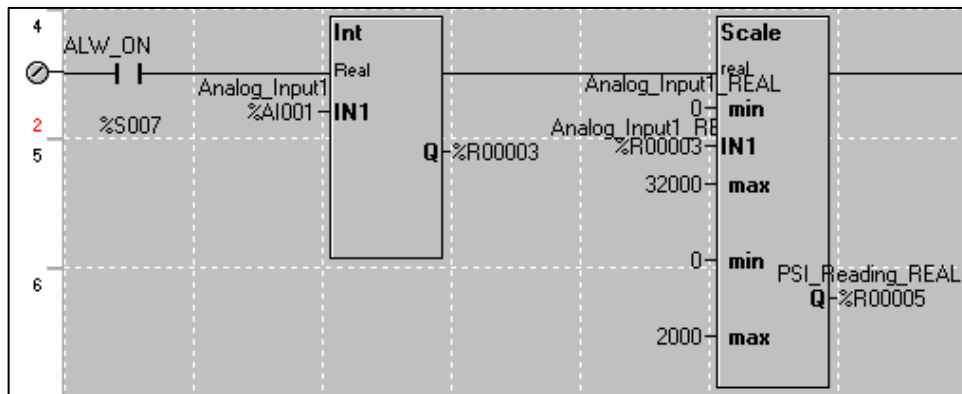 4
ALW_ON
%S007
2
5
6
Int
Real
Analog_Input1
%AI001
IN1
Q
%R00003
Scale
real
Analog_Input1_REAL
0
min
Analog_Input1_RE
%R00003
IN1
32000
max
0
min
PSI_Reading_REAL
Q
%R00005
2000
max